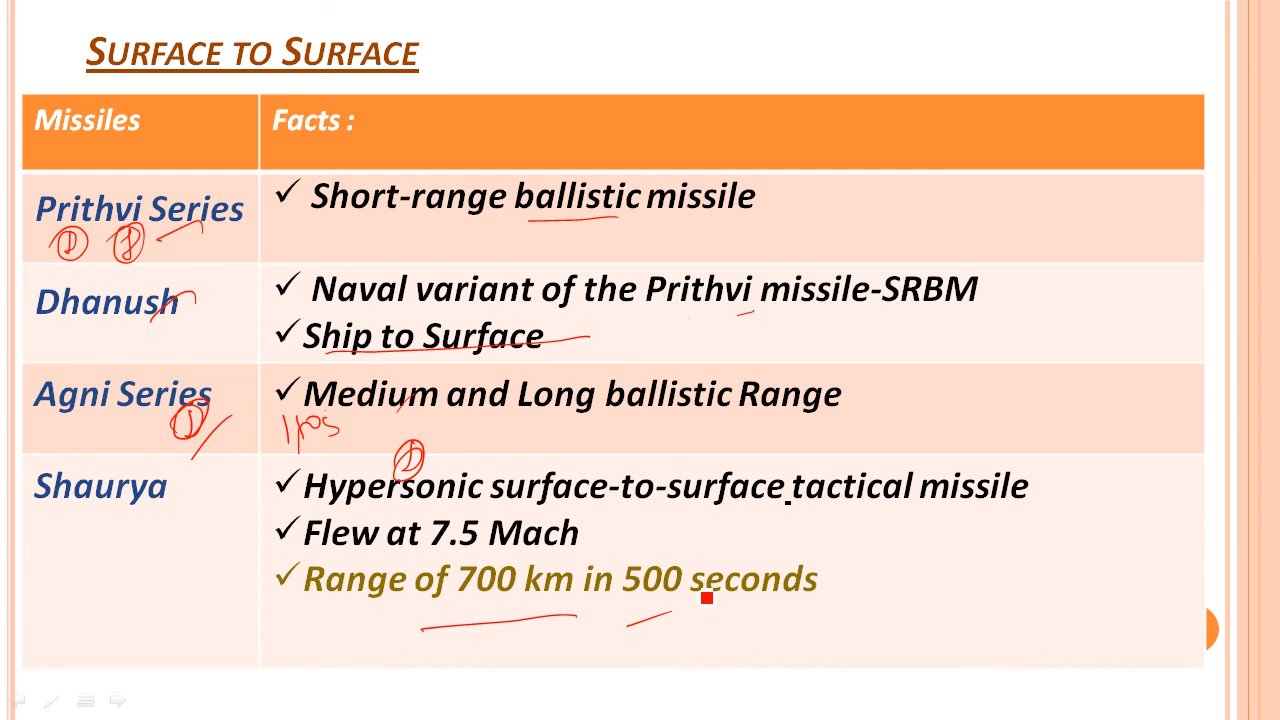 SURFACE TO SURFACE
Missiles
Facts :
Prithvi Series
✓ Short-range ballistic missile
Dhanush
✓ Naval variant of the Prithvi missile-SRBM
✓ Ship to Surface
Agni Series
✓ Medium and Long ballistic Range
Shaurya
✓ Hypersonic surface-to-surface tactical missile
✓ Flew at 7.5 Mach
✓ Range of 700 km in 500 seconds